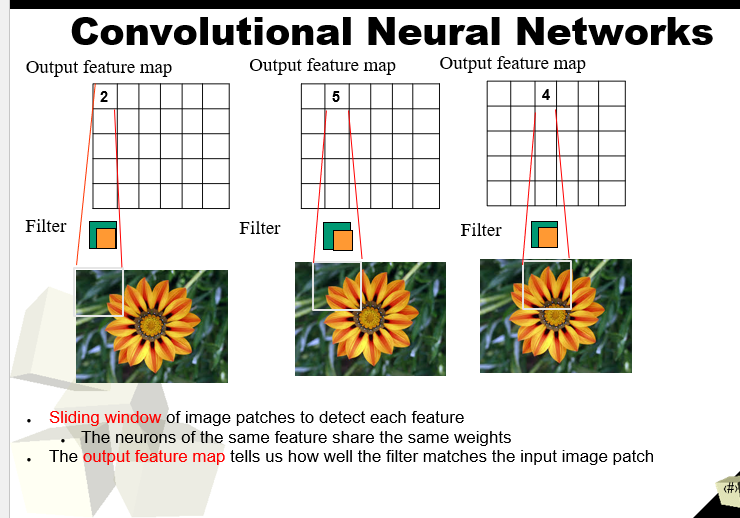 Convolutional Neural Networks
Output feature map
Output feature map
Output feature map
2
5
4
Filter
Filter
Filter
• Sliding window of image patches to detect each feature
• The neurons of the same feature share the same weights
• The output feature map tells us how well the filter matches the input image patch
‹#›